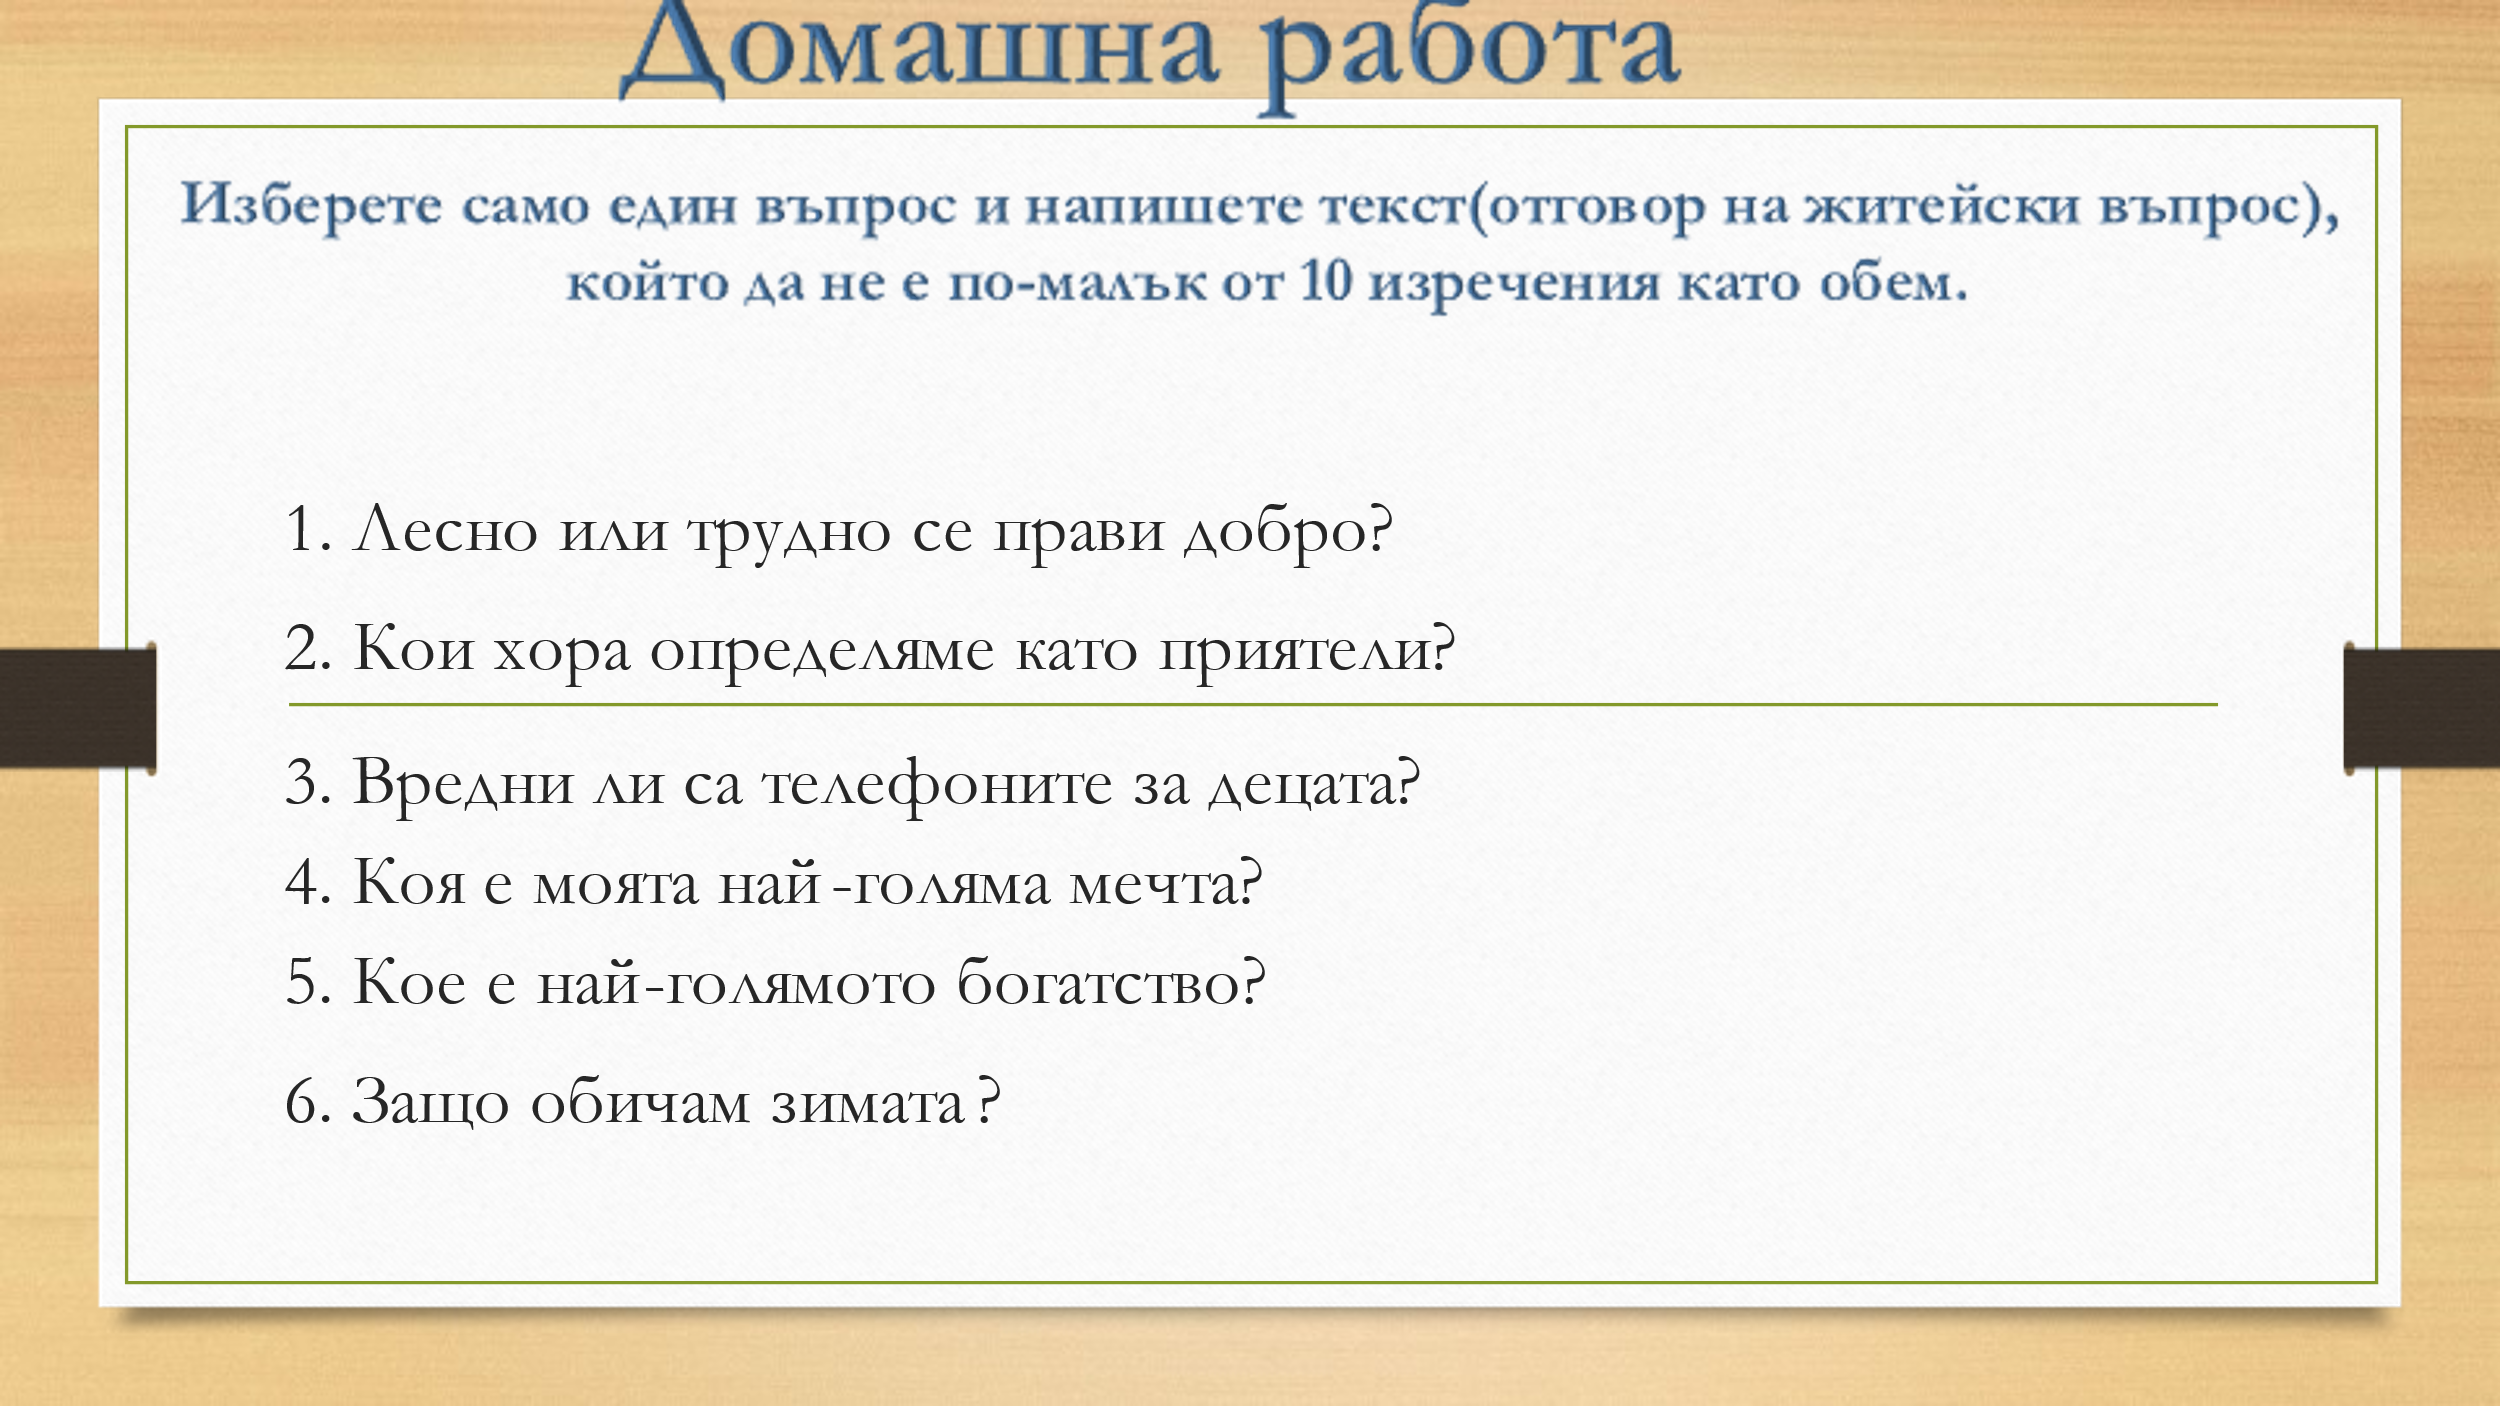 Домашна работа
Изберете само един въпрос и напишете текст(отговор на житейски въпрос),
който да не е по-малък от 10 изречения като обем.
1. Лесно или трудно се прави добро?
2. Кои хора определяме като приятели?
3. Вредни ли са телефоните за децата?
4. Коя е моята най -голяма мечта?
5. Кое е най-голямото богатство?
6. Защо обичам зимата ?